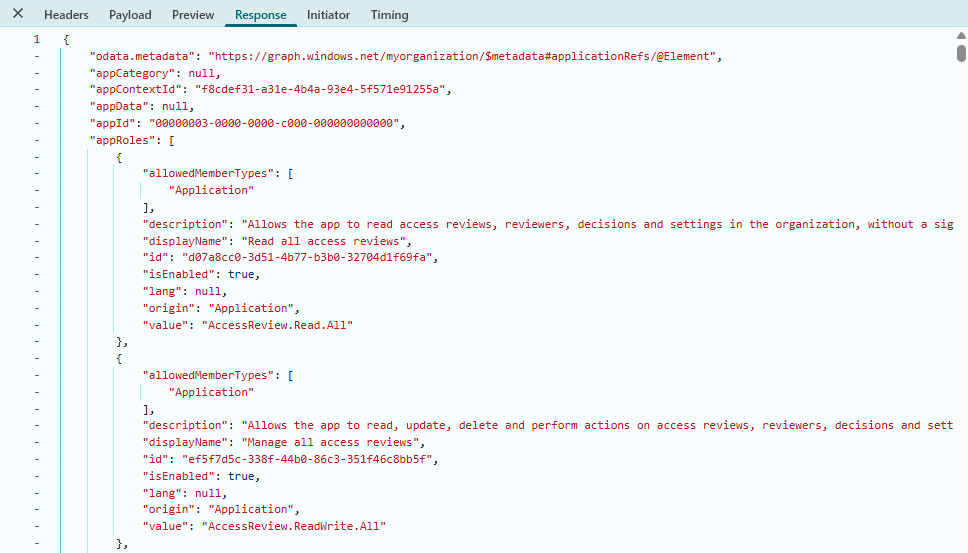 Headers Payload Preview Response Initiator Timing
1 {
- "odata.metadata": "https://graph.windows.net/myorganization/$metadata#applicationRefs/@Element",
- "appCategory": null,
- "appContextId": "f8cdef31-a31e-4b4a-93e4-5f571e91255a",
- "appData": null,
- "appId": "00000003-0000-0000-c000-000000000000",
- "appRoles": [
- {
- "allowedMemberTypes": [
- "Application"
- ],
- "description": "Allows the app to read access reviews, reviewers, decisions and settings in the organization, without a sig
- "displayName": "Read all access reviews",
- "id": "d07a8cc0-3d51-4b77-b3b0-32704d1f69fa",
- "isEnabled": true,
- "lang": null,
- "origin": "Application",
- "value": "AccessReview.Read.All"
- },
- {
- "allowedMemberTypes": [
- "Application"
- ],
- "description": "Allows the app to read, update, delete and perform actions on access reviews, reviewers, decisions and sett
- "displayName": "Manage all access reviews",
- "id": "ef5f7d5c-338f-44b0-86c3-351f46c8bb5f",
- "isEnabled": true,
- "lang": null,
- "origin": "Application",
- "value": "AccessReview.ReadWrite.All"
- },